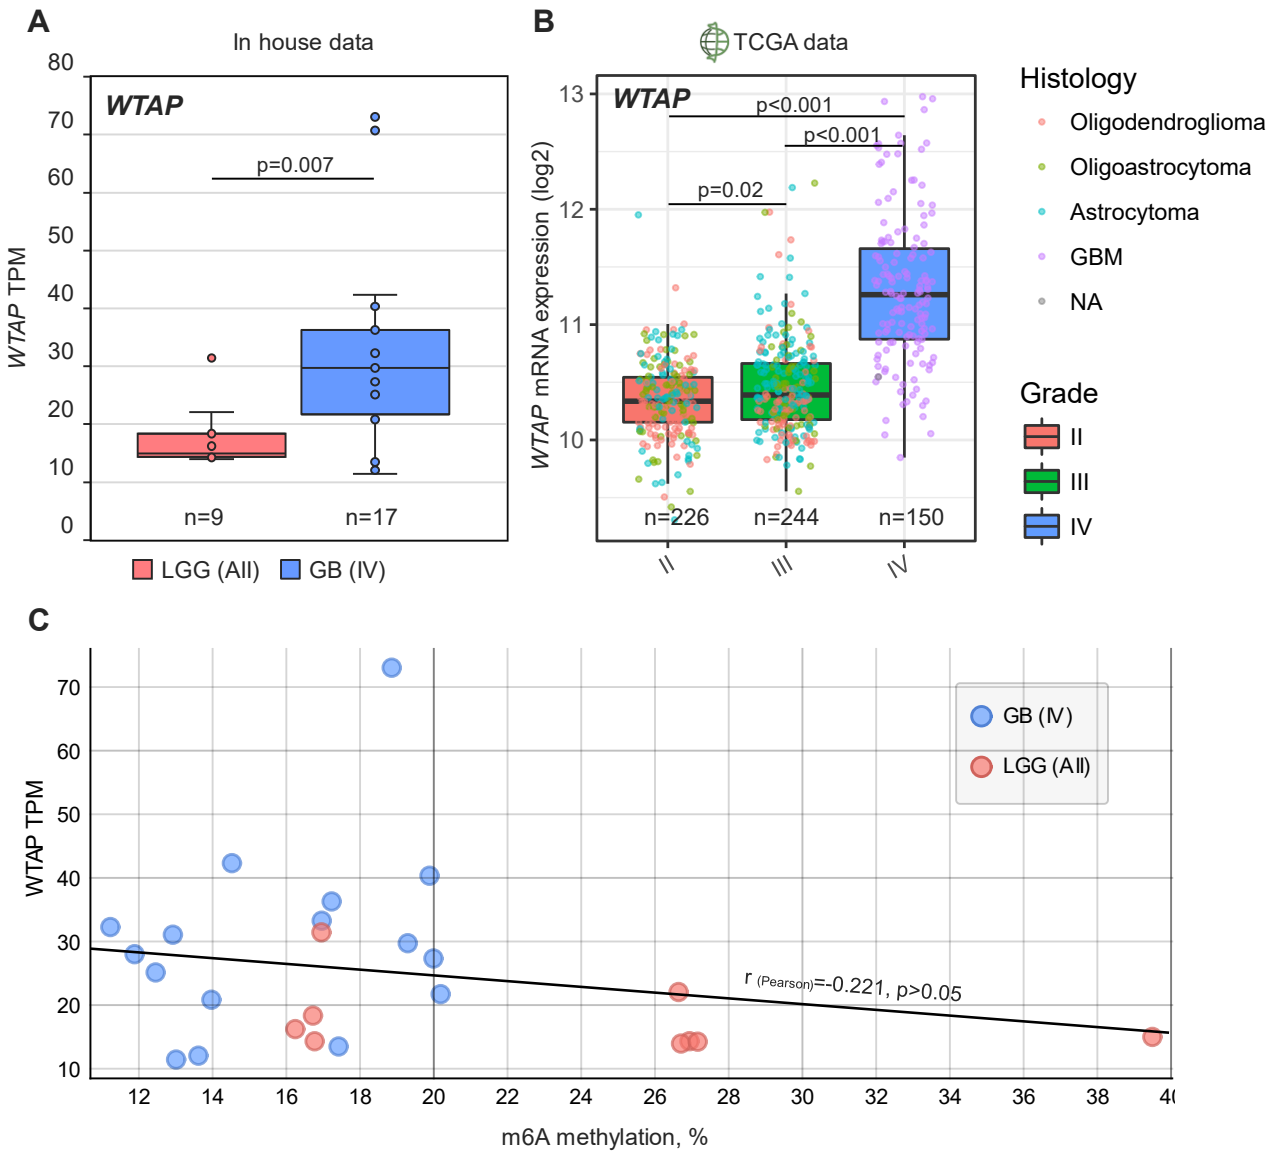 A
In house data
WTAP
p=0.007
80
70
60
50
40
30
20
10
0
WTAP TPM
n=9
n=17
LGG (AII)
GB (IV)
B
TCGA data
WTAP
p<0.001
p<0.001
p=0.02
13
12
11
10
WTAP mRNA expression (log2)
n=226
n=244
n=150
II
III
IV
Histology
Oligodendroglioma
Oligoastrocytoma
Astrocytoma
GBM
NA
Grade
II
III
IV
C
70
60
50
40
30
20
10
WTAP TPM
GB (IV)
LGG (AII)
r (Pearson)=-0.221, p>0.05
12 14 16 18 20 22 24 26 28 30 32 34 36 38 40
m6A methylation, %